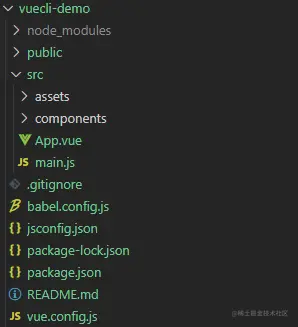 vuecli-demo
node_modules
public
src
assets
components
App.vue
JS main.js
.gitignore
babel.config.js
{} jsconfig.json
{} package-lock.json
{} package.json
README.md
JS vue.config.js
@稀土掘金技术社区